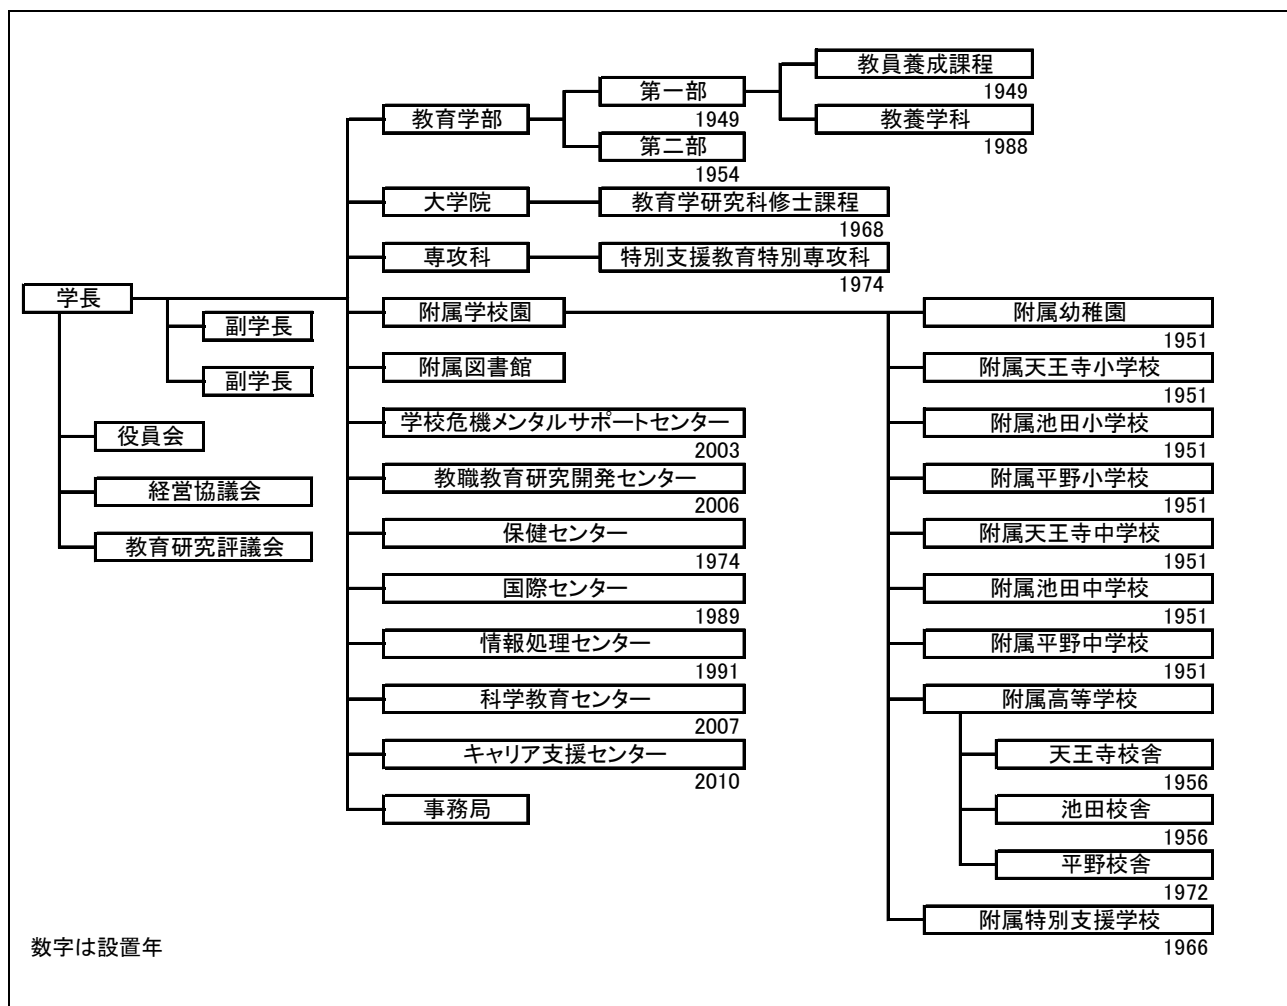 学長
副学長
副学長
役員会
経営協議会
教育研究評議会
教育学部
第一部
1949
教員養成課程
1949
教養学科
1988
第二部
1954
大学院
教育学研究科修士課程
1968
専攻科
特別支援教育特別専攻科
1974
附属学校園
附属図書館
学校危機メンタルサポートセンター
2003
教職教育研究開発センター
2006
保健センター
1974
国際センター
1989
情報処理センター
1991
科学教育センター
2007
キャリア支援センター
2010
事務局
附属幼稚園
1951
附属天王寺小学校
1951
附属池田小学校
1951
附属平野小学校
1951
附属天王寺中学校
1951
附属池田中学校
1951
附属平野中学校
1951
附属高等学校
天王寺校舎
1956
池田校舎
1956
平野校舎
1972
附属特別支援学校
1966
数字は設置年